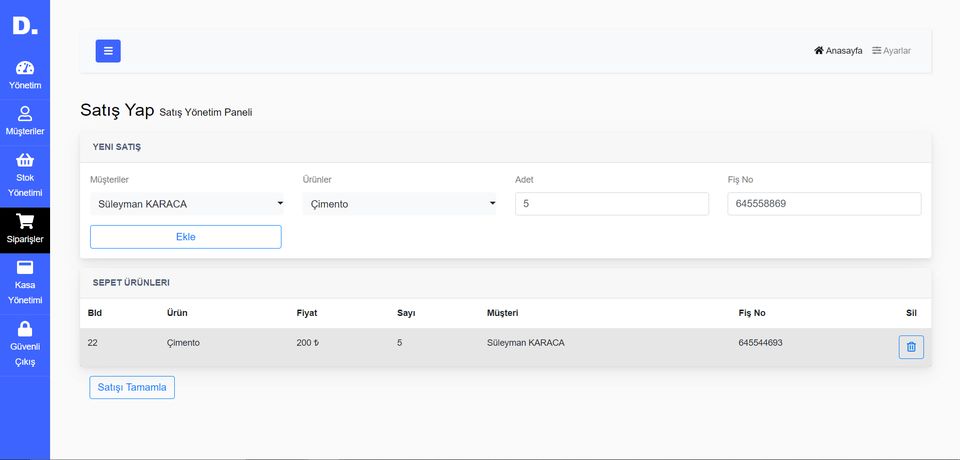 D.
Yönetim
Müşteriler
Stok
Yönetimi
Siparişler
Kasa
Yönetimi
Güvenli
Çıkış
Anasayfa Ayarlar
Satış Yap Satış Yönetim Paneli
YENI SATIŞ
Müşteriler Ürünler Adet Fiş No
Süleyman KARACA Çimento 5 645558869
Ekle
SEPET ÜRÜNLERI
BId Ürün Fiyat Sayı Müşteri Fiş No Sil
22 Çimento 200 ₺ 5 Süleyman KARACA 645544693
Satışı Tamamla